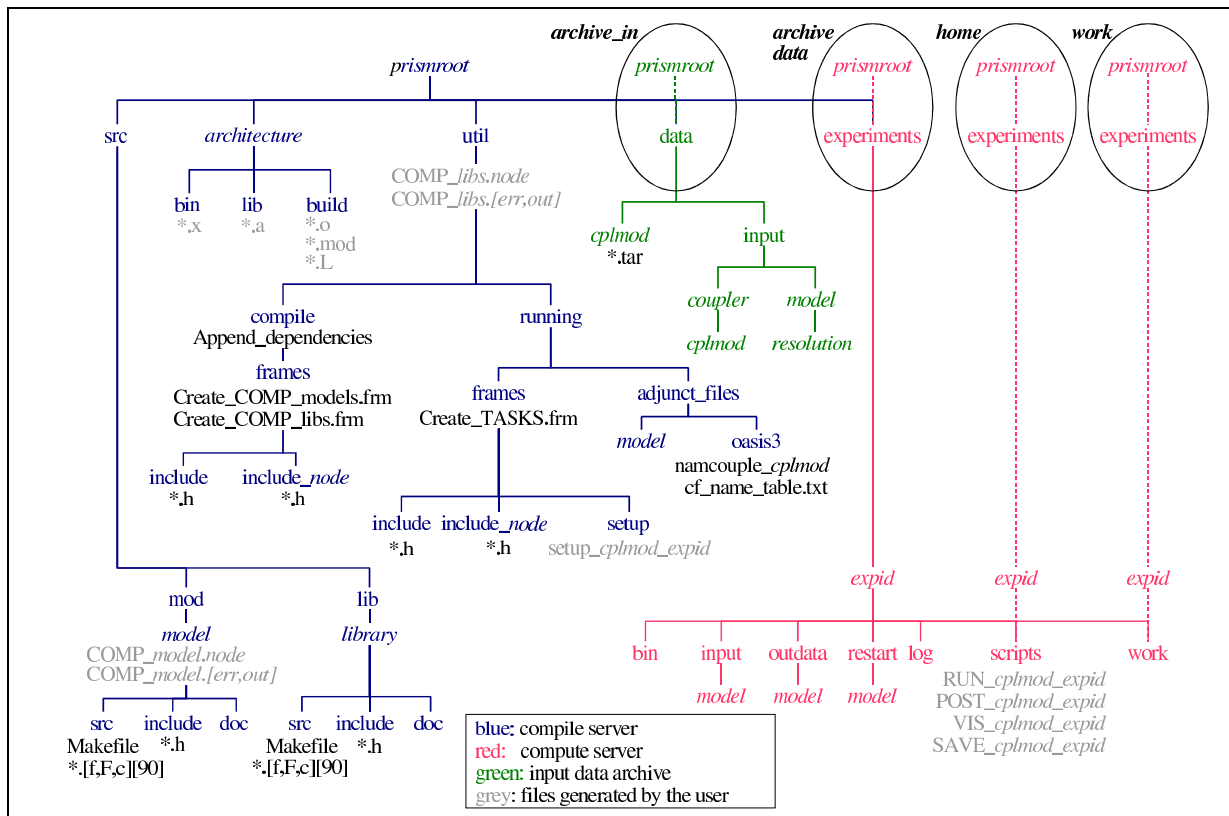 archive_in archive home work
data
prismroot prismroot prismroot prismroot prismroot
src architecture util data experiments experiments experiments
COMP_libs.node
COMP_libs.[err,out]
bin lib build
*.x *.a *.o
*.mod
*.L
cplmod input
*.tar
coupler model
cplmod resolution
compile running
Append_dependencies
frames
Create_COMP_models.frm
Create_COMP_libs.frm
frames adjunct_files
Create_TASKS.frm
model oasis3
namcouple_cplmod
cf_name_table.txt
include include_node
*.h *.h
include include_node setup
*.h *.h setup_cplmod_expid
expid expid expid
mod lib
model library
COMP_model.node
COMP_model.[err,out]
bin input outdata restart log scripts work
model model model
RUN_cplmod_expid
POST_cplmod_expid
VIS_cplmod_expid
SAVE_cplmod_expid
src include doc src include doc
Makefile *.h Makefile *.h
*.[f,F,c][90] *.[f,F,c][90]
blue: compile server
red: compute server
green: input data archive
grey: files generated by the user